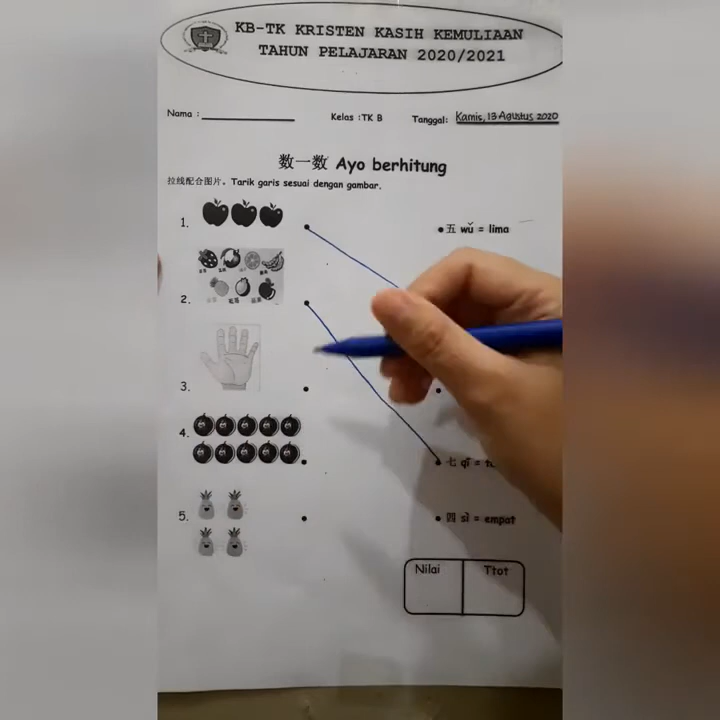 KB-TK KRISTEN KASIH KEMULIAAN
TAHUN PELAJARAN 2020/2021
Nama :
Kelas : TK B
Tanggal: Kamis, 13 Agustus 2020
数一数 Ayo berhitung
拉线配合图片。Tarik garis sesuai dengan gambar.
1.
五 wǔ = lima
2.
3.
4.
七 qī =
5.
四 sì = empat
Nilai
Ttot